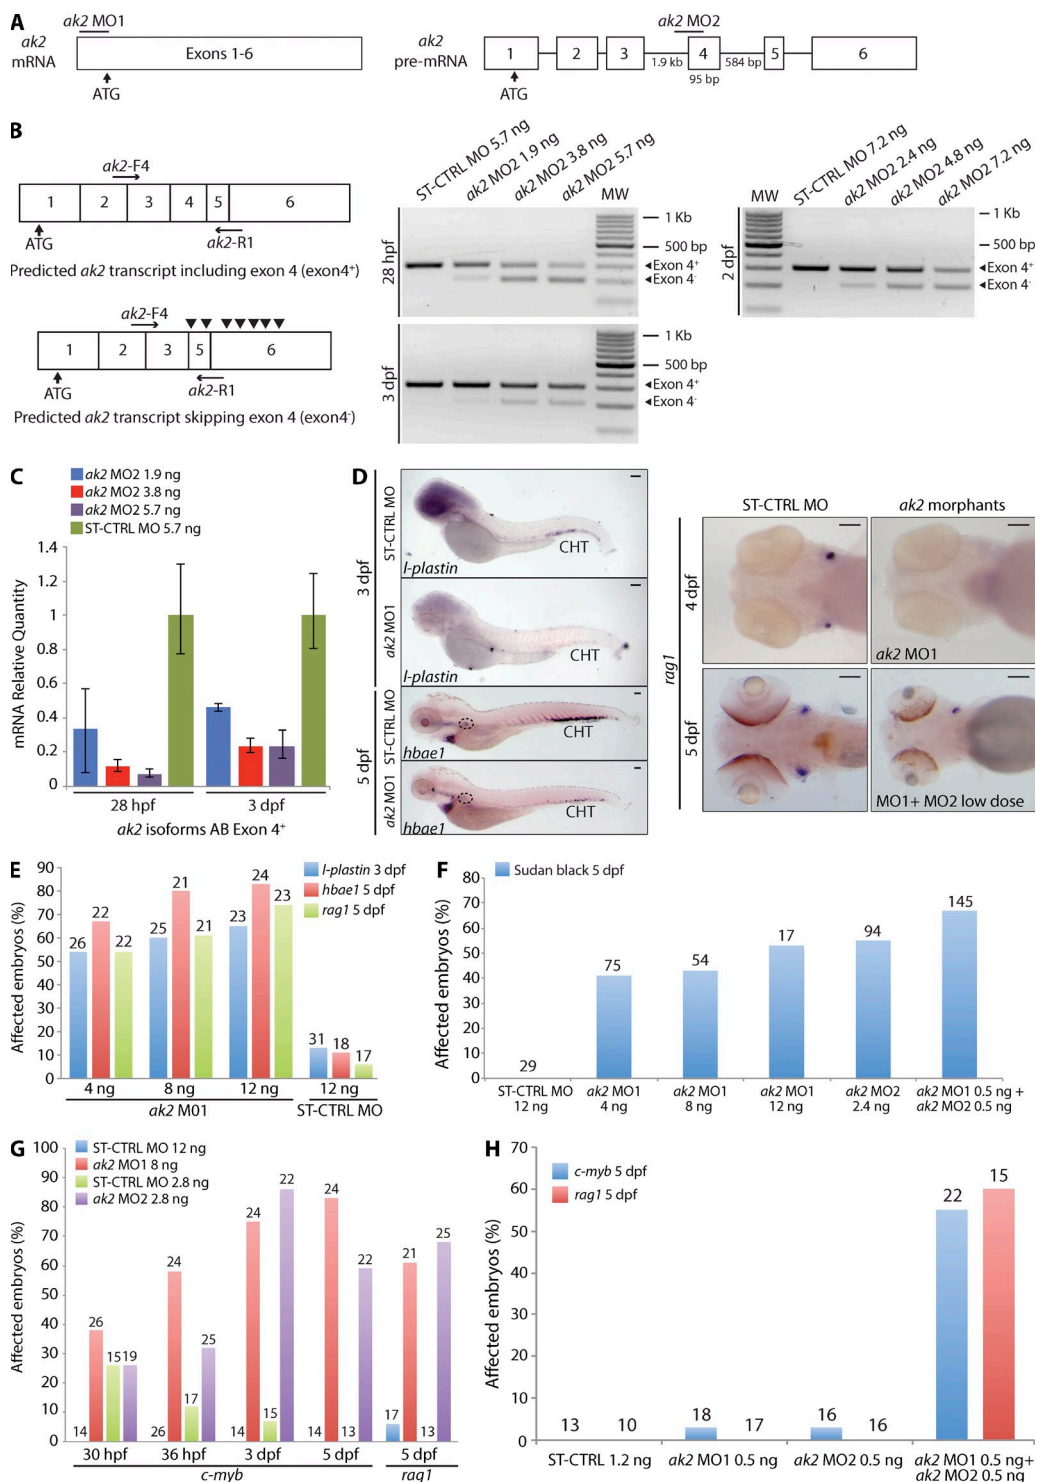 A
ak2 MO1
ak2 mRNA
Exons 1-6
ATG
ak2 MO2
ak2 pre-mRNA
1 2 3 4 5 6
1.9 kb
584 bp
95 bp
ATG
B
ak2-F4
1 2 3 4 5 6
ATG
ak2-R1
Predicted ak2 transcript including exon 4 (exon4⁺)
ak2-F4
1 2 3 5 6
ATG
ak2-R1
Predicted ak2 transcript skipping exon 4 (exon4⁻)
ST-CTRL MO 5.7 ng
ak2 MO2 1.9 ng
ak2 MO2 3.8 ng
ak2 MO2 5.7 ng
MW
28 hpf
1 Kb
500 bp
Exon 4⁺
Exon 4⁻
3 dpf
1 Kb
500 bp
Exon 4⁺
Exon 4⁻
MW
ST-CTRL MO 7.2 ng
ak2 MO2 2.4 ng
ak2 MO2 4.8 ng
ak2 MO2 7.2 ng
2 dpf
1 Kb
500 bp
Exon 4⁺
Exon 4⁻
C
ak2 MO2 1.9 ng
ak2 MO2 3.8 ng
ak2 MO2 5.7 ng
ST-CTRL MO 5.7 ng
mRNA Relative Quantity
1.4
1.2
1
0.8
0.6
0.4
0.2
0
28 hpf 3 dpf
ak2 isoforms AB Exon 4⁺
D
3 dpf
ST-CTRL MO
CHT
l-plastin
ak2 MO1
CHT
l-plastin
5 dpf
ST-CTRL MO
CHT
hbae1
ak2 MO1
CHT
hbae1
ST-CTRL MO ak2 morphants
rag1
4 dpf
ak2 MO1
5 dpf
MO1+ MO2 low dose
E
l-plastin 3 dpf
hbae1 5 dpf
rag1 5 dpf
Affected embryos (%)
90
80
70
60
50
40
30
20
10
0
26 22 22 25 21 21 23 24 23 31 18 17
4 ng 8 ng 12 ng 12 ng
ak2 M01 ST-CTRL MO
F
Sudan black 5 dpf
Affected embryos (%)
80
70
60
50
40
30
20
10
0
29 75 54 17 94 145
ST-CTRL MO 12 ng
ak2 MO1 4 ng
ak2 MO1 8 ng
ak2 MO1 12 ng
ak2 MO2 2.4 ng
ak2 MO1 0.5 ng + ak2 MO2 0.5 ng
G
ST-CTRL MO 12 ng
ak2 MO1 8 ng
ST-CTRL MO 2.8 ng
ak2 MO2 2.8 ng
Affected embryos (%)
100
90
80
70
60
50
40
30
20
10
0
14 26 15 19 26 24 17 25 14 24 15 22 14 24 13 22 17 21 13 25
30 hpf 36 hpf 3 dpf 5 dpf 5 dpf
c-myb rag1
H
c-myb 5 dpf
rag1 5 dpf
Affected embryos (%)
70
60
50
40
30
20
10
0
13 10 18 17 16 16 22 15
ST-CTRL 1.2 ng
ak2 MO1 0.5 ng
ak2 MO2 0.5 ng
ak2 MO1 0.5 ng+ ak2 MO2 0.5 ng